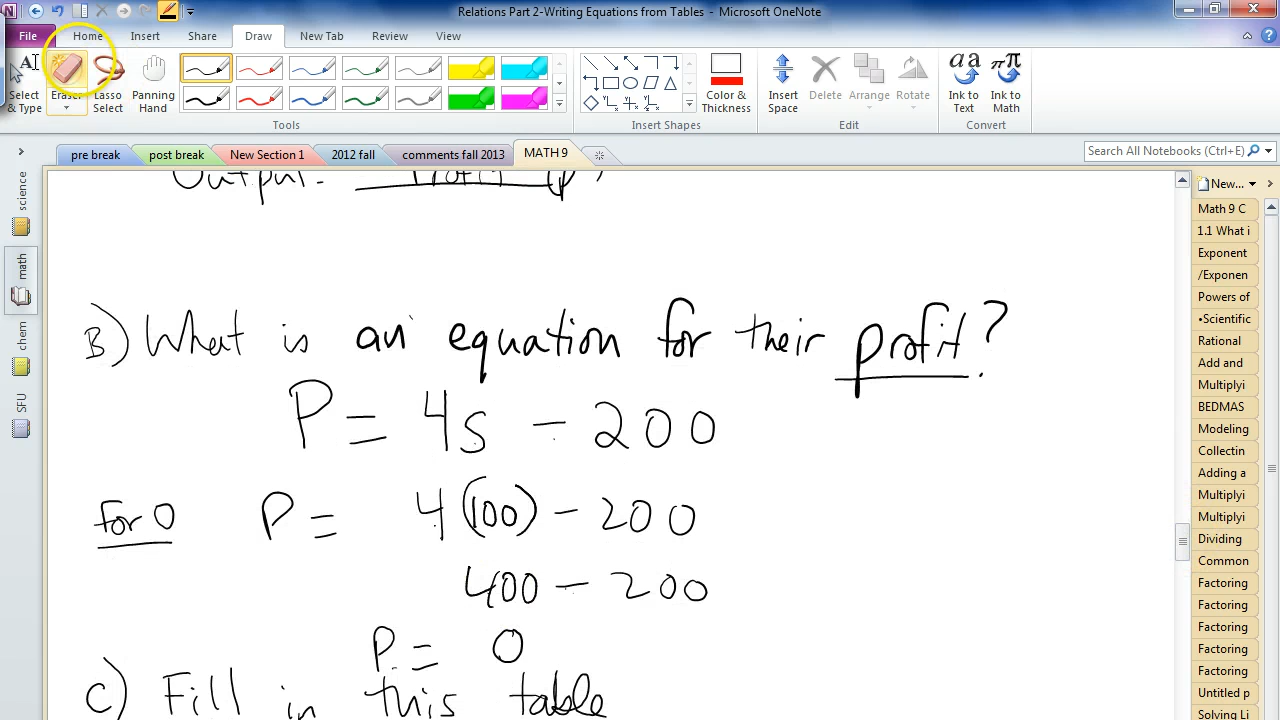 Relations Part 2-Writing Equations from Tables - Microsoft OneNote
File Home Insert Share Draw New Tab Review View
Select & Type
Eraser
Lasso Select
Panning Hand
Color & Thickness
Insert Space
Delete
Arrange
Rotate
aa Ink to Text
πΠ Ink to Math
Tools Insert Shapes Edit Convert
pre break post break New Section 1 2012 fall comments fall 2013 MATH 9
Search All Notebooks (Ctrl+E)
science
math
chem
SFU
New...
Math 9 C
1.1 What i
Exponent
/Exponen
Powers of
•Scientific
Rational
Add and
Multiplyi
BEDMAS
Modeling
Collectin
Adding a
Multiplyi
Multiplyi
Dividing
Common
Factoring
Factoring
Factoring
Factoring
Factoring
Untitled p
Solving Li
Output: Profit (p)
B) What is an equation for their profit?
P = 4s - 200
for 0 P = 4(100) - 200
400 - 200
P = 0
C) Fill in this table